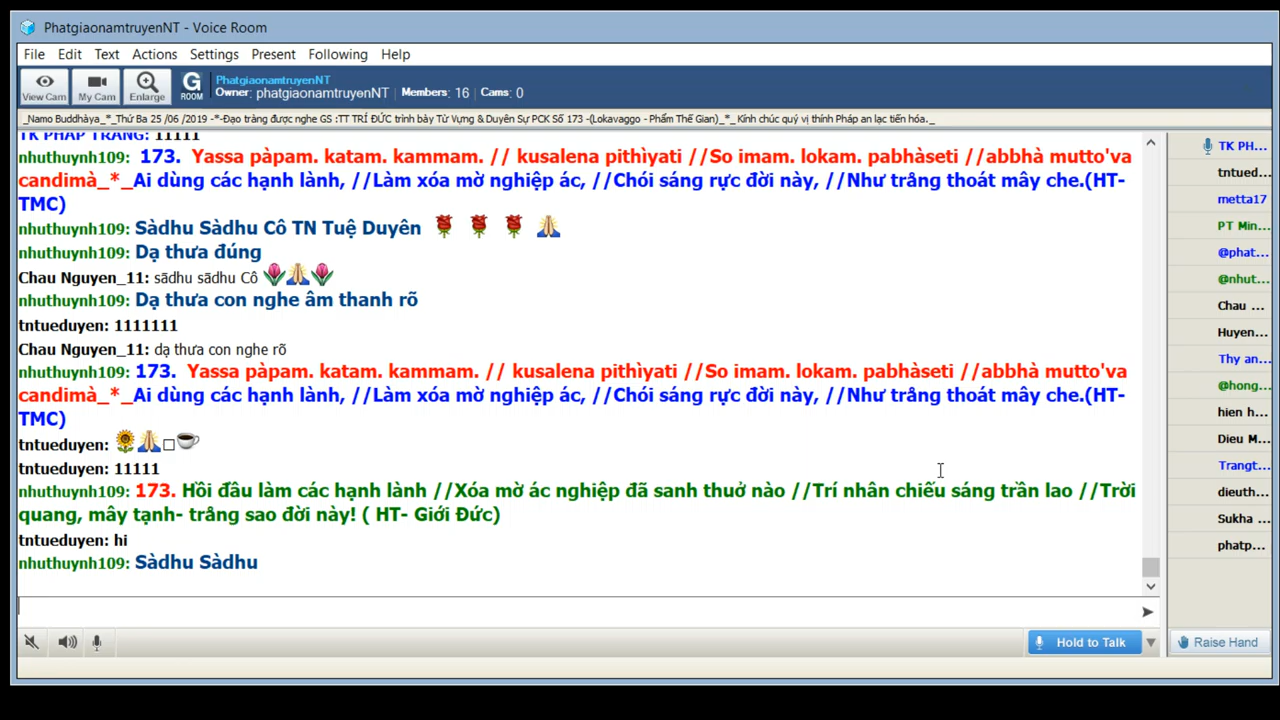 PhatgiaonamtruyenNT - Voice Room
File Edit Text Actions Settings Present Following Help
View Cam My Cam Enlarge G ROOM PhatgiaonamtruyenNT
Owner: phatgiaonamtruyenNT Members: 16 Cams: 0
_Namo Buddhàya_*_Thứ Ba 25 /06 /2019 -*-Đạo tràng được nghe GS :TT TRÍ ĐỨC trình bày Từ Vựng & Duyên Sự PCK Số 173 -(Lokavaggo - Phẩm Thế Gian)_*_ Kính chúc quý vị thính Pháp an lạc tiến hóa._
TK PHÁP TRANG: 11111
nhuthuynh109: 173. Yassa pàpam. katam. kammam. // kusalena pithìyati //So imam. lokam. pabhàseti //abbhà mutto'va
candimà_*_Ai dùng các hạnh lành, //Làm xóa mờ nghiệp ác, //Chói sáng rực đời này, //Như trăng thoát mây che.(HT-
TMC)
nhuthuynh109: Sàdhu Sàdhu Cô TN Tuệ Duyên 🌹 🌹 🌹 🙏
nhuthuynh109: Dạ thưa đúng
Chau Nguyen_11: sādhu sādhu Cô 🌷🙏🌷
nhuthuynh109: Dạ thưa con nghe âm thanh rõ
tntueduyen: 1111111
Chau Nguyen_11: dạ thưa con nghe rõ
nhuthuynh109: 173. Yassa pàpam. katam. kammam. // kusalena pithìyati //So imam. lokam. pabhàseti //abbhà mutto'va
candimà_*_Ai dùng các hạnh lành, //Làm xóa mờ nghiệp ác, //Chói sáng rực đời này, //Như trăng thoát mây che.(HT-
TMC)
tntueduyen: 🌻🙏□☕
tntueduyen: 11111
nhuthuynh109: 173. Hồi đầu làm các hạnh lành //Xóa mờ ác nghiệp đã sanh thuở nào //Trí nhân chiếu sáng trần lao //Trời
quang, mây tạnh- trăng sao đời này! ( HT- Giới Đức)
tntueduyen: hi
nhuthuynh109: Sàdhu Sàdhu
TK PH...
tntued...
metta17
PT Min...
@phat...
@nhut...
Chau ...
Huyen...
Thy an...
@hong...
hien h...
Dieu M...
Trangt...
dieuth...
Sukha ...
phatp...
Hold to Talk
Raise Hand